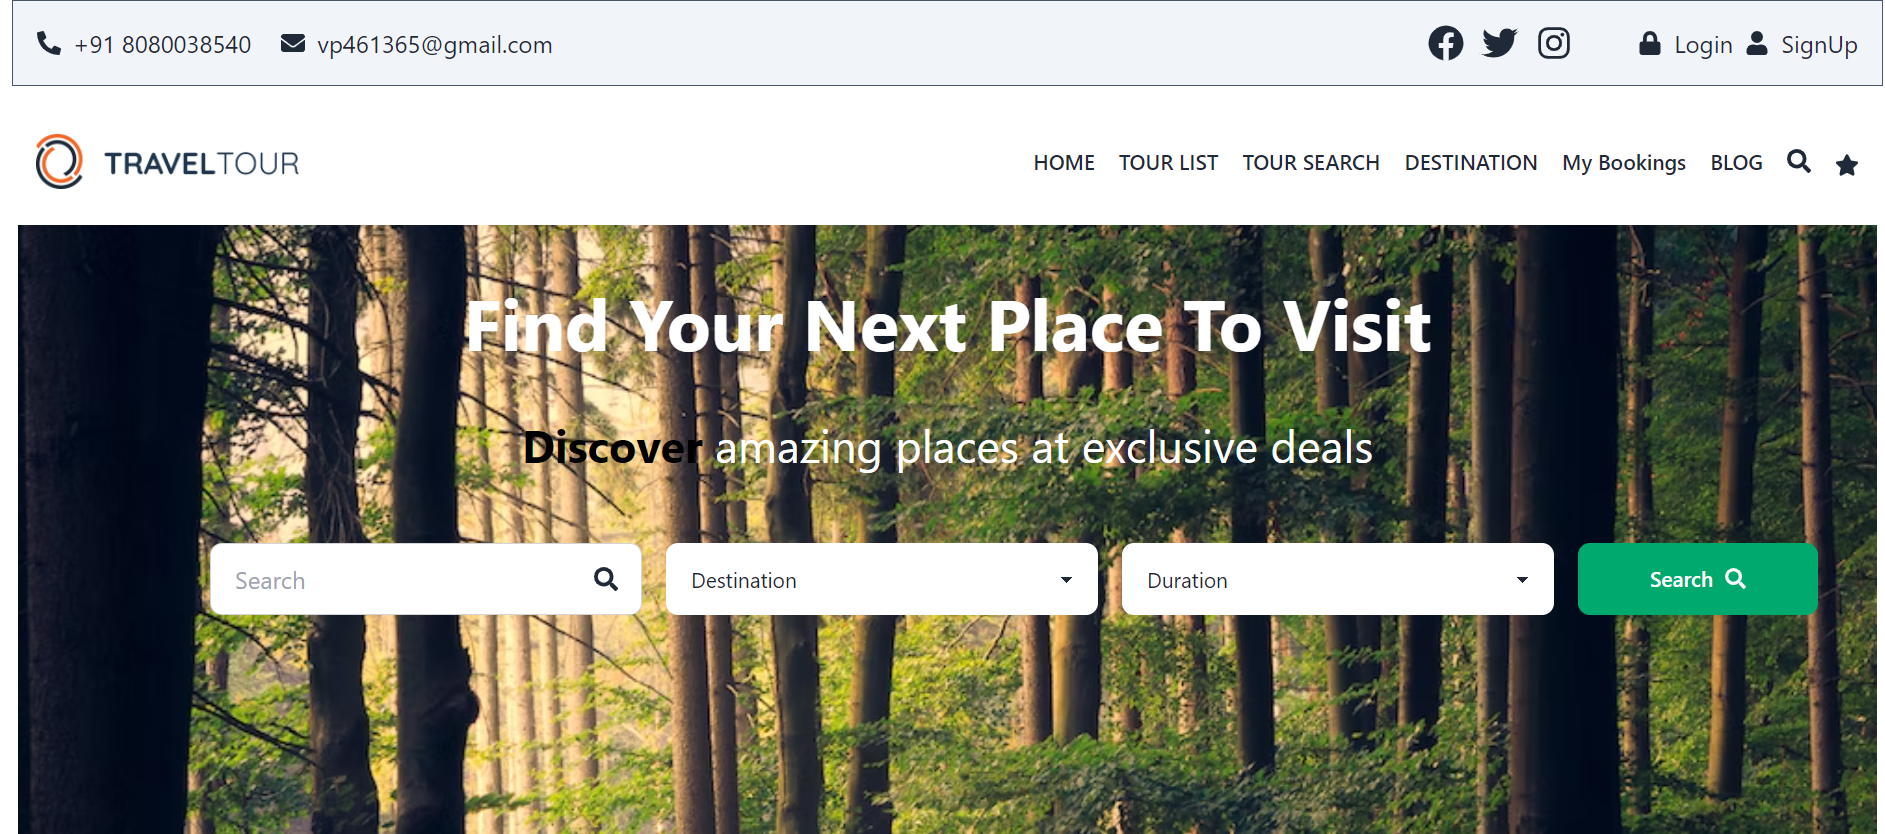 +91 8080038540 vp461365@gmail.com Login SignUp
TRAVELTOUR HOME TOUR LIST TOUR SEARCH DESTINATION My Bookings BLOG
Find Your Next Place To Visit
Discover amazing places at exclusive deals
Search Destination Duration Search